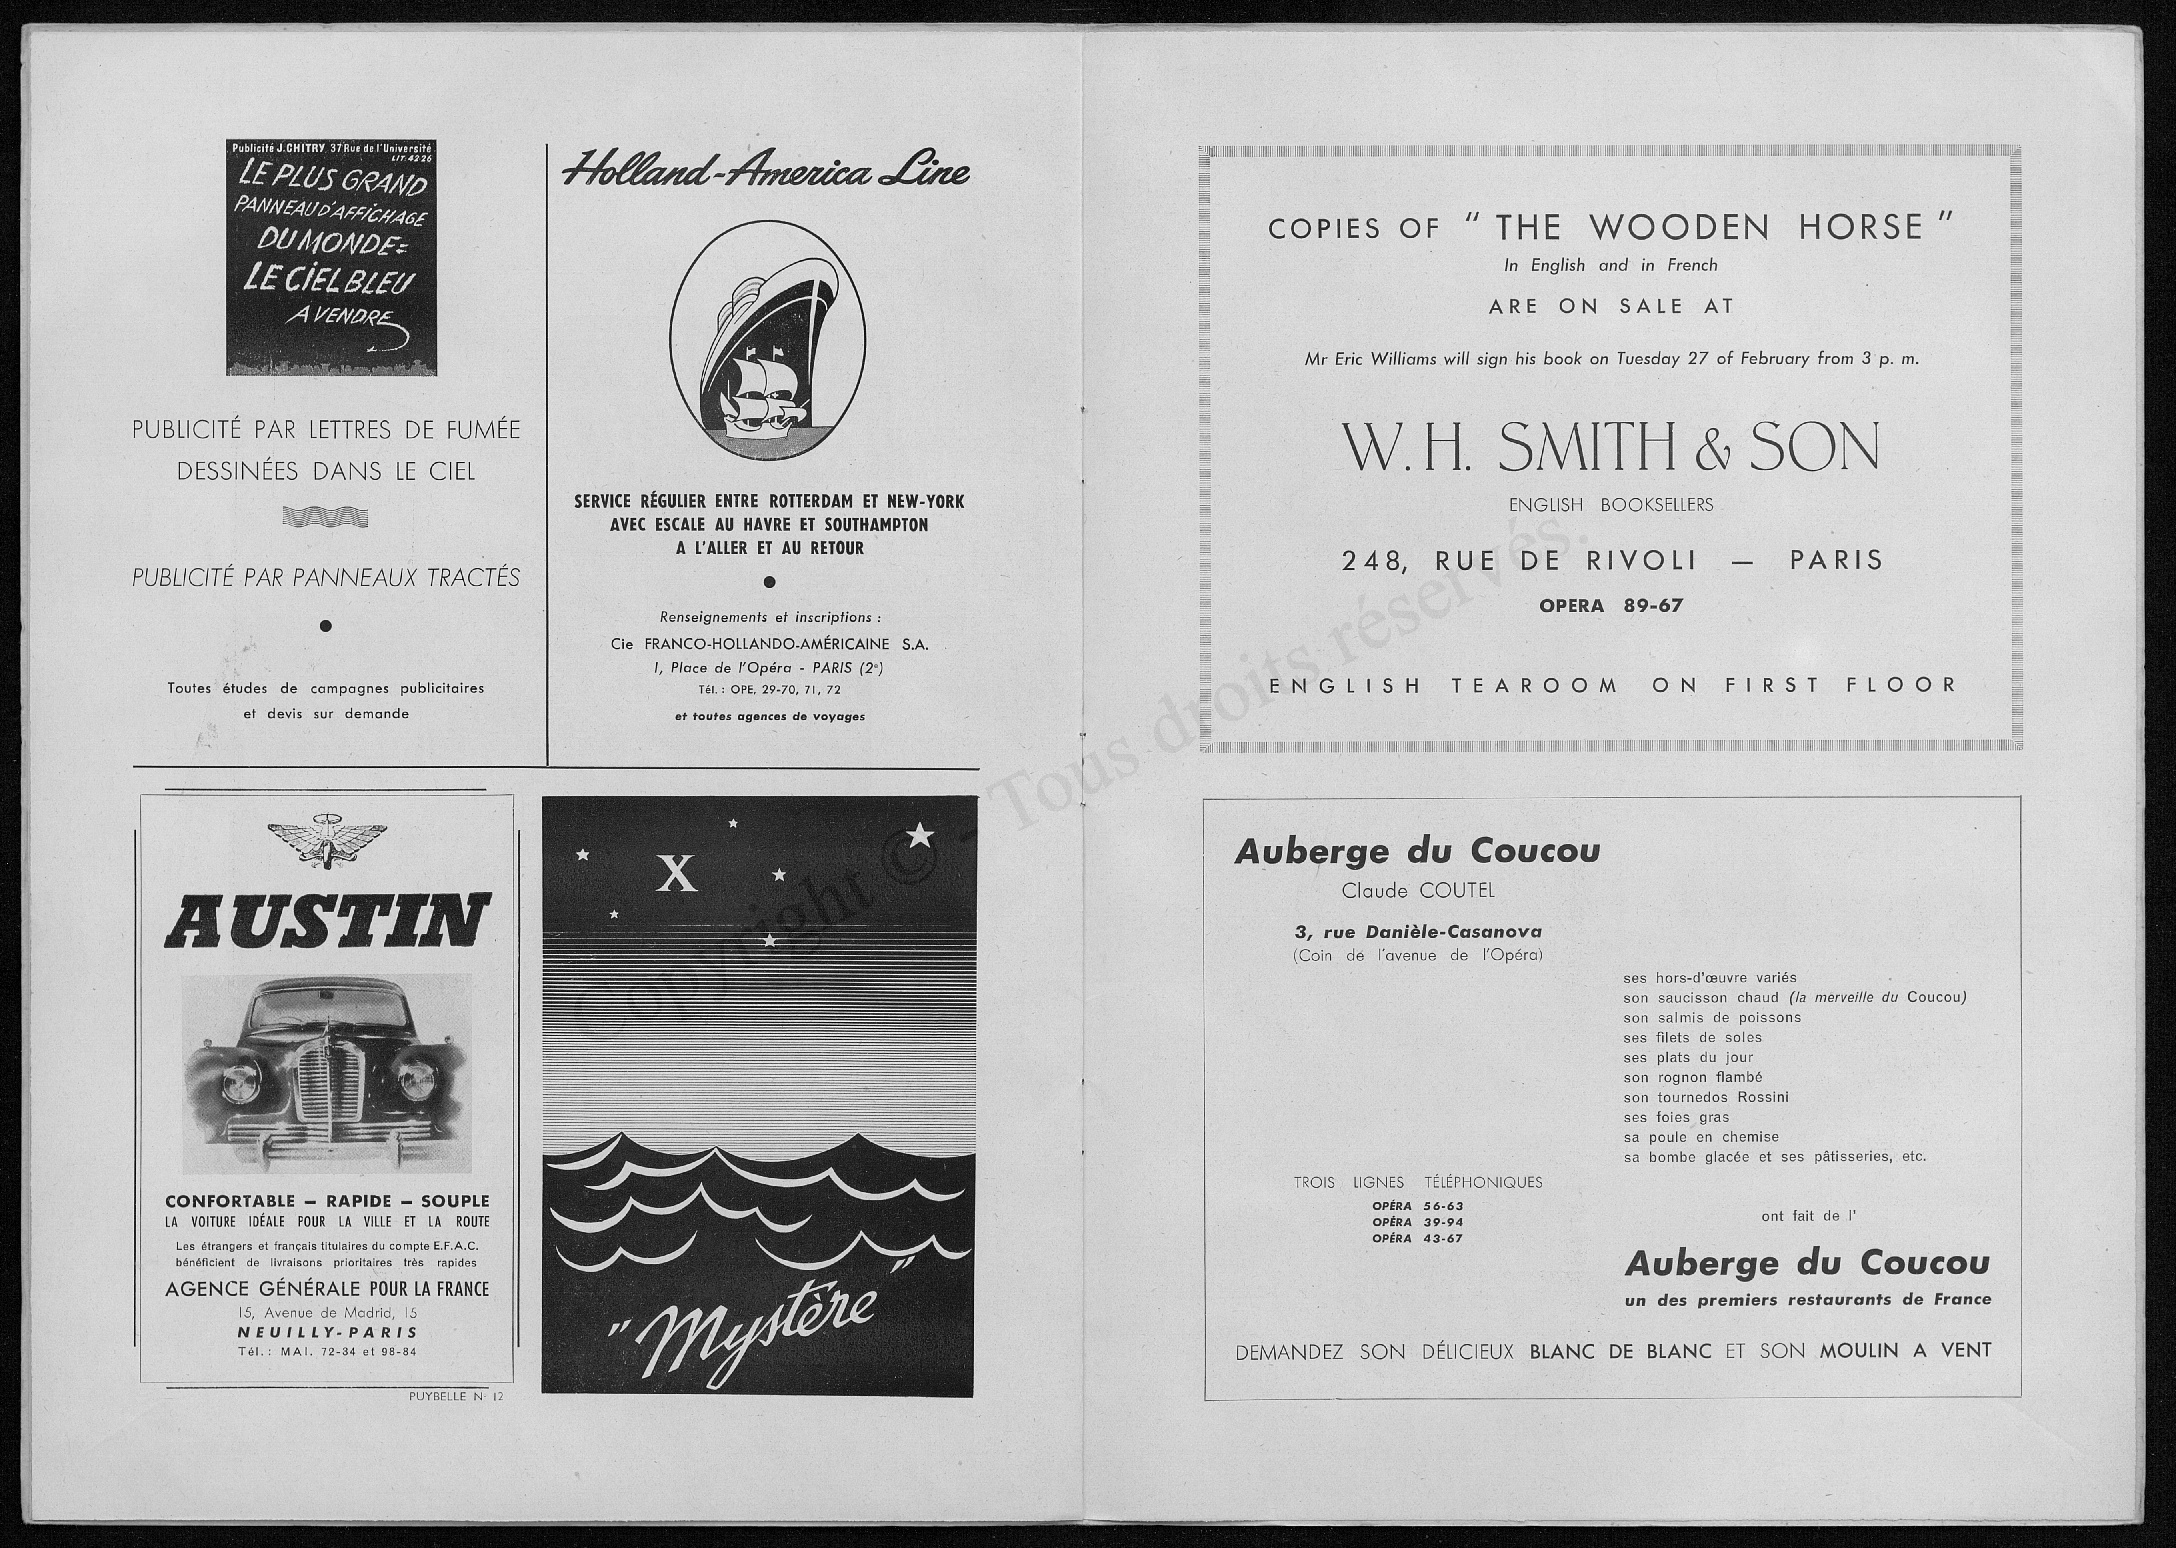 Publicité J.CHITRY 37 Rue de l'Université
LIT. 42 26
LE PLUS GRAND
PANNEAU D'AFFICHAGE
DU MONDE:
LE CIEL BLEU
A VENDRE
PUBLICITÉ PAR LETTRES DE FUMÉE
DESSINÉES DANS LE CIEL
PUBLICITÉ PAR PANNEAUX TRACTÉS
Toutes études de campagnes publicitaires
et devis sur demande
Holland-America Line
SERVICE RÉGULIER ENTRE ROTTERDAM ET NEW-YORK
AVEC ESCALE AU HAVRE ET SOUTHAMPTON
A L'ALLER ET AU RETOUR
Renseignements et inscriptions :
Cie FRANCO-HOLLANDO-AMÉRICAINE S.A.
1, Place de l'Opéra - PARIS (2e)
Tél. : OPE. 29-70, 71, 72
et toutes agences de voyages
AUSTIN
CONFORTABLE — RAPIDE — SOUPLE
LA VOITURE IDÉALE POUR LA VILLE ET LA ROUTE
Les étrangers et français titulaires du compte E.F.A.C.
bénéficient de livraisons prioritaires très rapides
AGENCE GÉNÉRALE POUR LA FRANCE
15, Avenue de Madrid, 15
NEUILLY-PARIS
Tél. : MAI. 72-34 et 98-84
PUYBELLE No 12
X
"Mystère"
COPIES OF "THE WOODEN HORSE"
In English and in French
ARE ON SALE AT
Mr Eric Williams will sign his book on Tuesday 27 of February from 3 p. m.
W. H. SMITH & SON
ENGLISH BOOKSELLERS
248, RUE DE RIVOLI — PARIS
OPERA 89-67
ENGLISH TEAROOM ON FIRST FLOOR
Auberge du Coucou
Claude COUTEL
3, rue Danièle-Casanova
(Coin de l'avenue de l'Opéra)
ses hors-d'œuvre variés
son saucisson chaud (la merveille du Coucou)
son salmis de poissons
ses filets de soles
ses plats du jour
son rognon flambé
son tournedos Rossini
ses foies gras
sa poule en chemise
sa bombe glacée et ses pâtisseries, etc.
TROIS LIGNES TÉLÉPHONIQUES
OPÉRA 56-63
OPÉRA 39-94
OPÉRA 43-67
ont fait de l'
Auberge du Coucou
un des premiers restaurants de France
DEMANDEZ SON DÉLICIEUX BLANC DE BLANC ET SON MOULIN A VENT
Copyright © - Tous droits réservés.